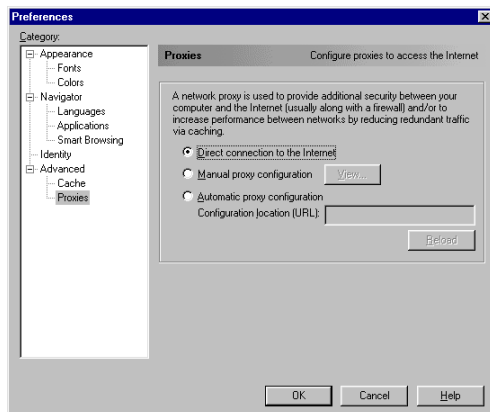 Preferences
Category:
Appearance
Fonts
Colors
Navigator
Languages
Applications
Smart Browsing
Identity
Advanced
Cache
Proxies
Proxies Configure proxies to access the Internet
A network proxy is used to provide additional security between your
computer and the Internet (usually along with a firewall) and/or to
increase performance between networks by reducing redundant traffic
via caching.
Direct connection to the Internet
Manual proxy configuration View...
Automatic proxy configuration
Configuration location (URL):
Reload
OK Cancel Help